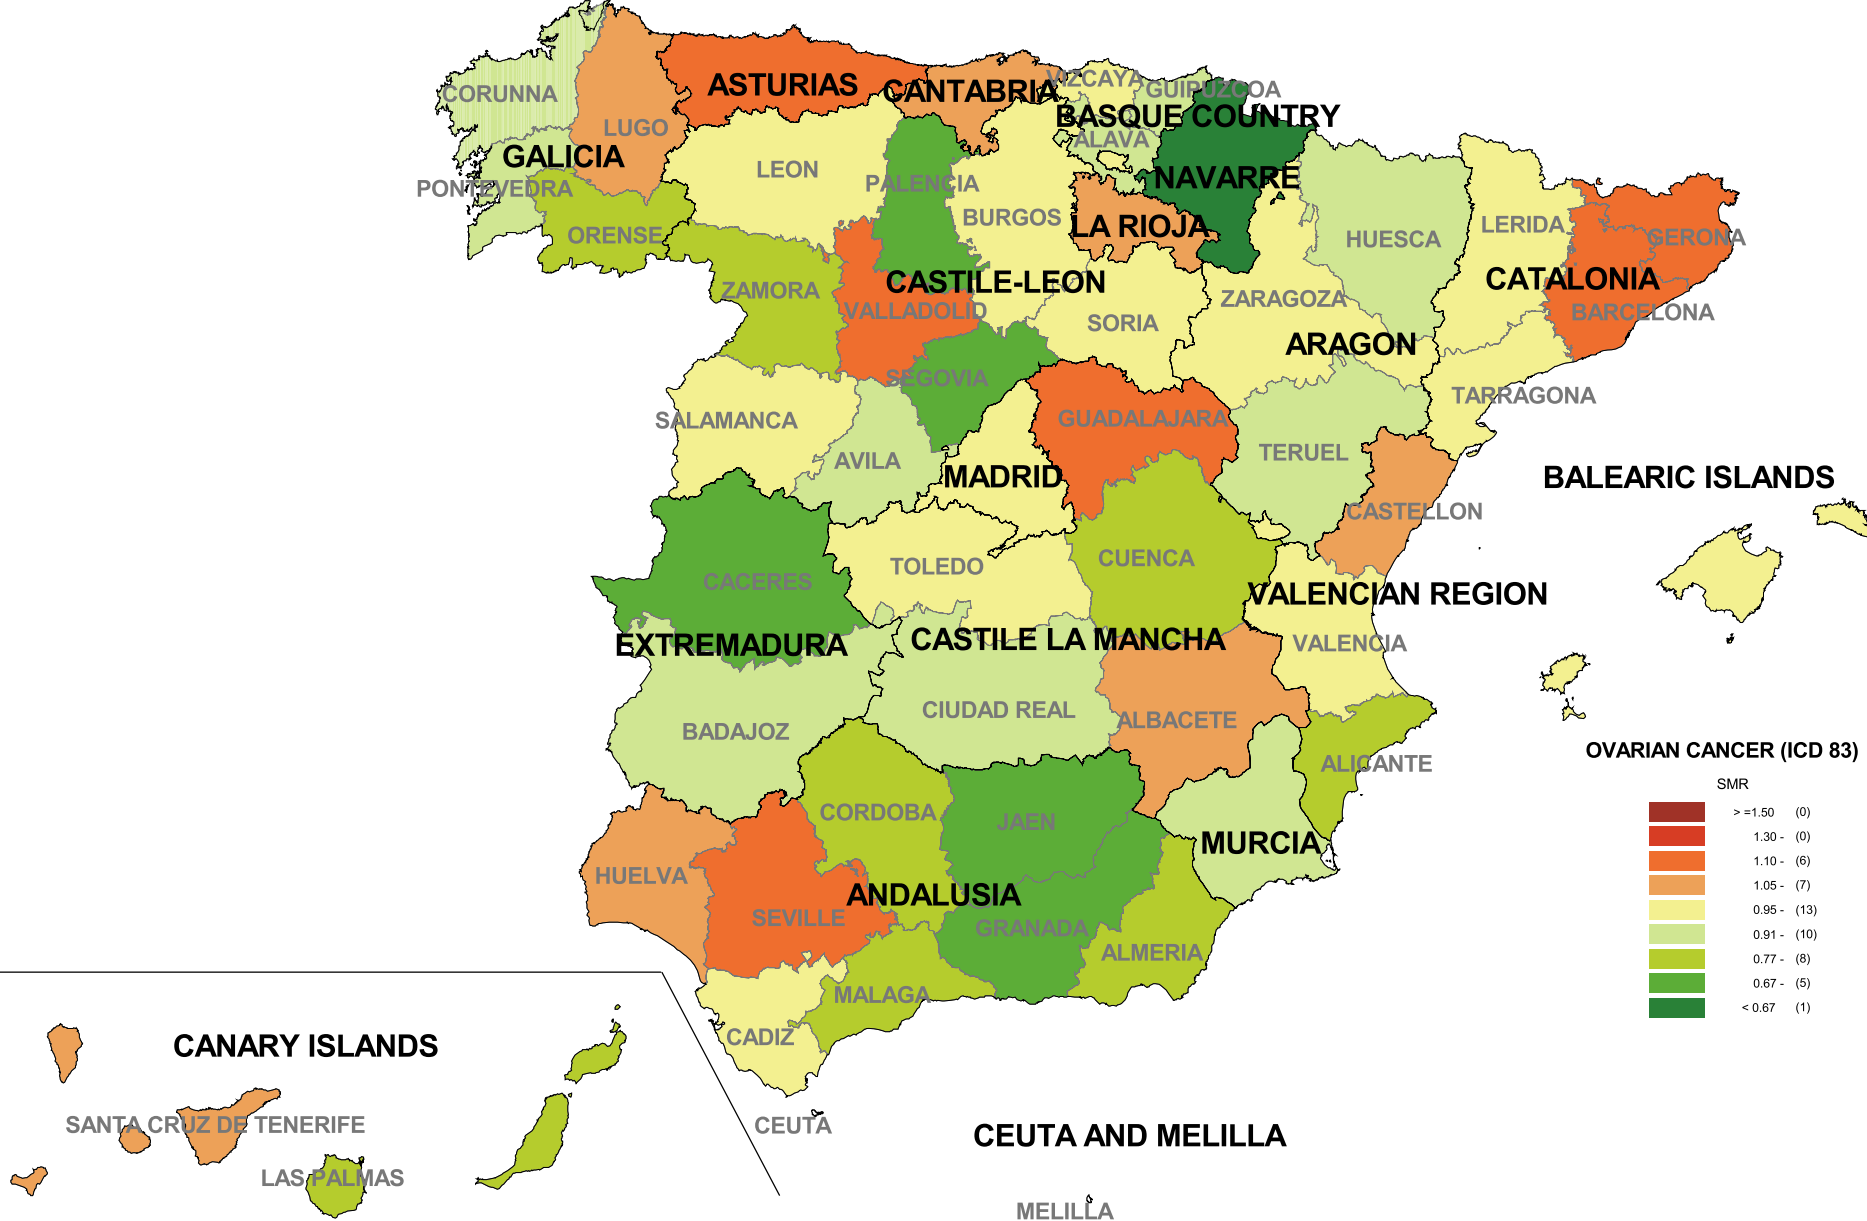 ASTURIAS
CANTABRIA
VIZCAYA
GUIPUZCOA
CORUNNA
BASQUE COUNTRY
LUGO
ALAVA
GALICIA
LEON
PALENCIA
NAVARRE
PONTEVEDRA
BURGOS
LA RIOJA
LERIDA
ORENSE
HUESCA
GERONA
CASTILE-LEON
CATALONIA
ZAMORA
ZARAGOZA
VALLADOLID
BARCELONA
SORIA
ARAGON
SEGOVIA
TARRAGONA
SALAMANCA
GUADALAJARA
TERUEL
AVILA
MADRID
BALEARIC ISLANDS
CASTELLON
CUENCA
TOLEDO
CACERES
VALENCIAN REGION
EXTREMADURA
CASTILE LA MANCHA
VALENCIA
CIUDAD REAL
ALBACETE
BADAJOZ
ALICANTE
CORDOBA
JAEN
MURCIA
HUELVA
ANDALUSIA
SEVILLE
GRANADA
ALMERIA
MALAGA
CADIZ
CANARY ISLANDS
SANTA CRUZ DE TENERIFE
CEUTA
CEUTA AND MELILLA
LAS PALMAS
MELILLA
OVARIAN CANCER (ICD 83)
SMR
> =1.50 (0)
1.30 - (0)
1.10 - (6)
1.05 - (7)
0.95 - (13)
0.91 - (10)
0.77 - (8)
0.67 - (5)
< 0.67 (1)